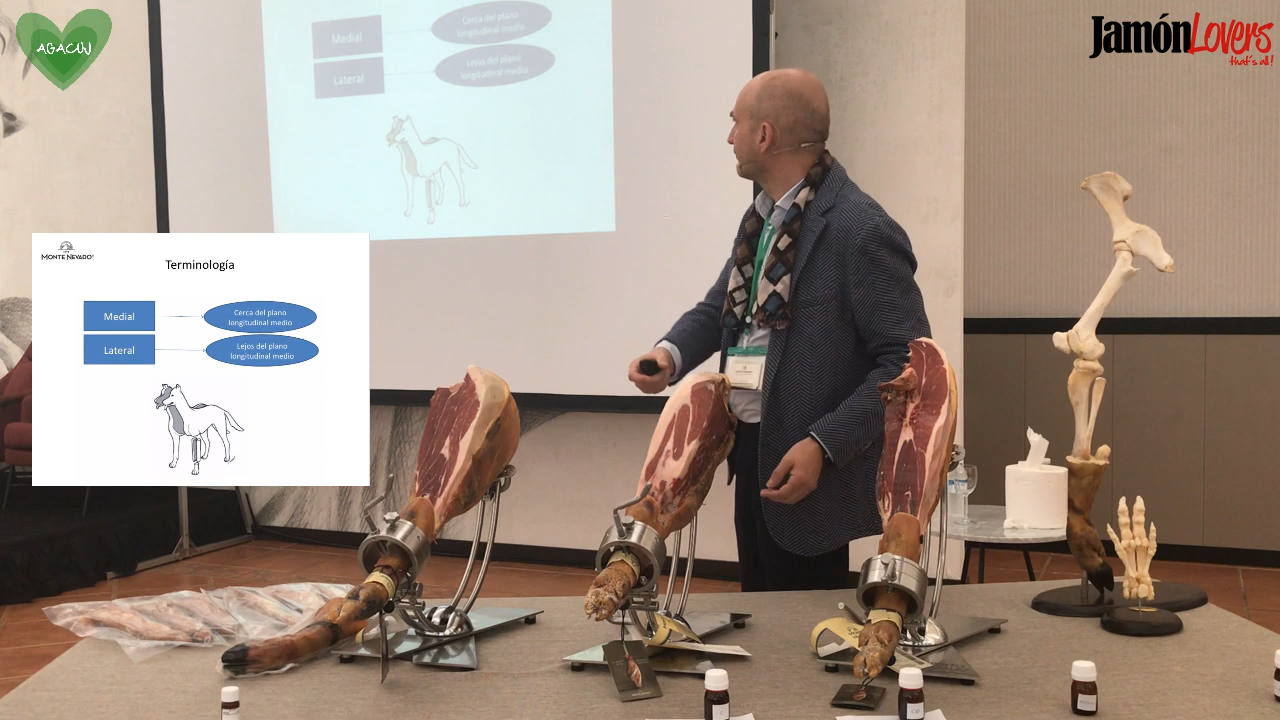 AGACUJ
JamónLovers
that's all!
Medial
Cerca del plano
longitudinal medio
Lateral
Lejos del plano
longitudinal medio
MONTE NEVADO
Terminología
Medial
Cerca del plano
longitudinal medio
Lateral
Lejos del plano
longitudinal medio